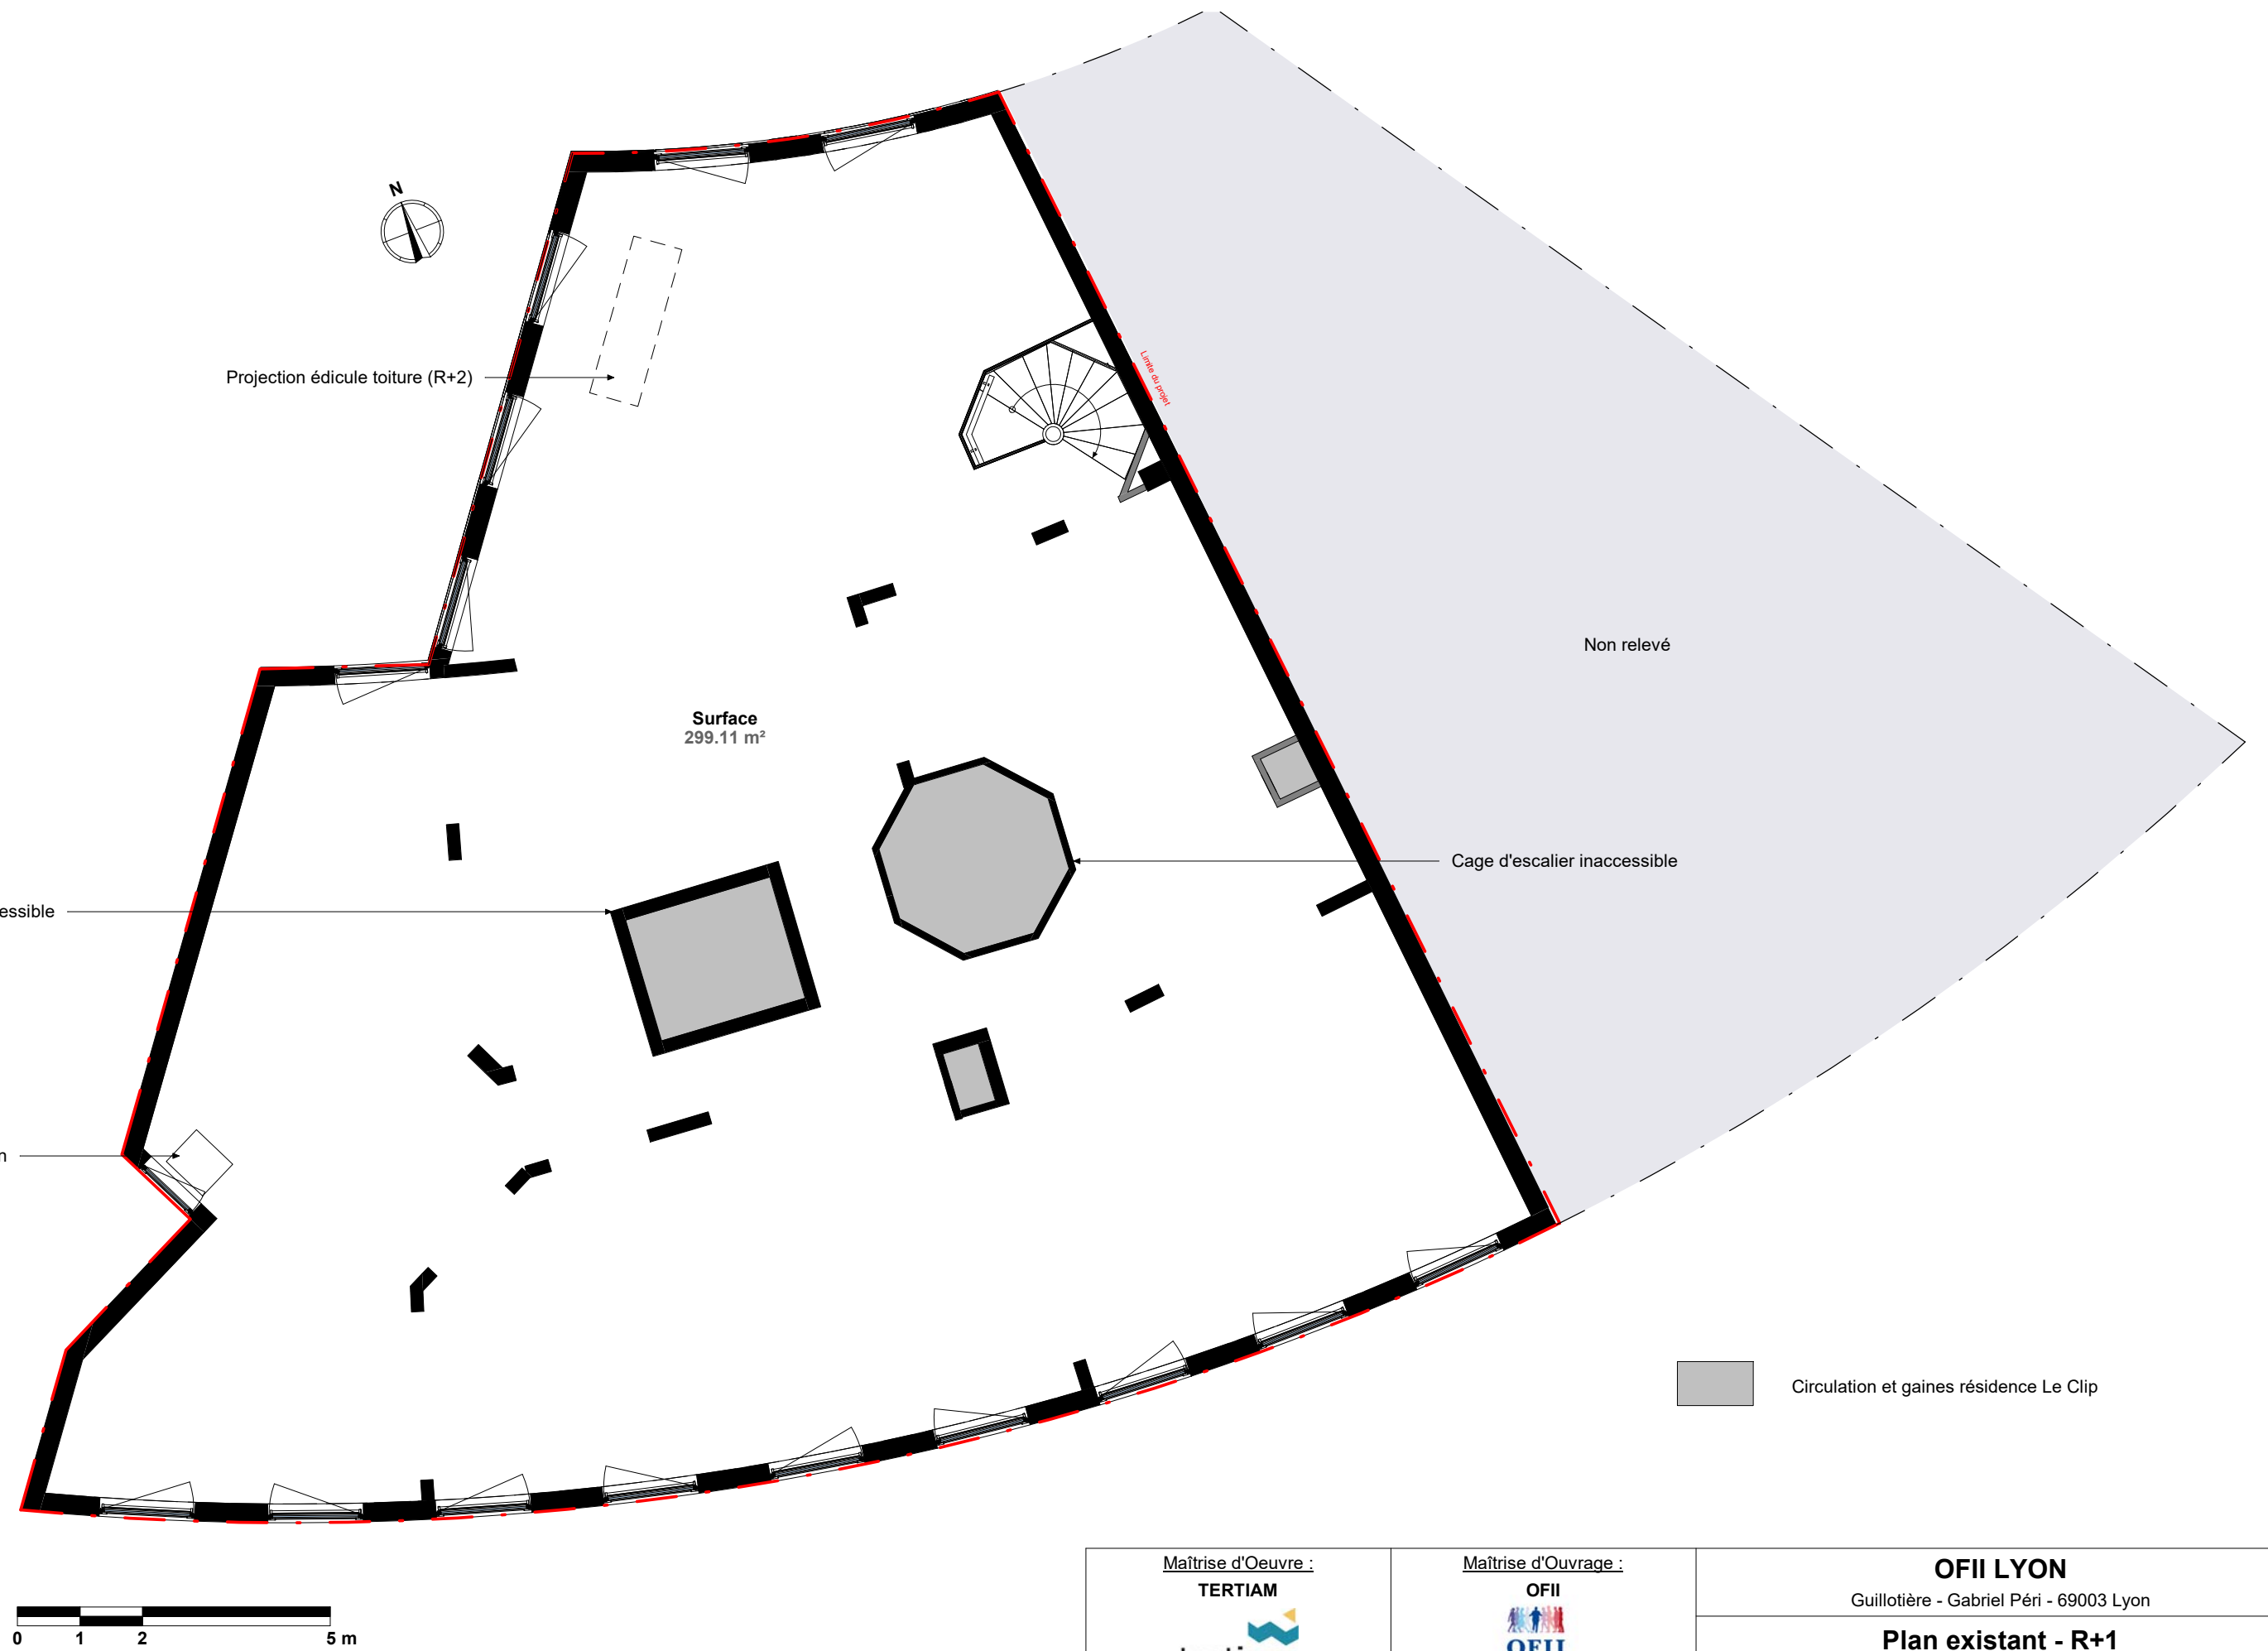 N
Projection édicule toiture (R+2)
Limite du projet
Non relevé
Surface
299.11 m²
Cage d'escalier inaccessible
essible
n
Circulation et gaines résidence Le Clip
Maîtrise d'Oeuvre :
TERTIAM
Maîtrise d'Ouvrage :
OFII
OFII
OFII LYON
Guillotière - Gabriel Péri - 69003 Lyon
Plan existant - R+1
0 1 2 5 m